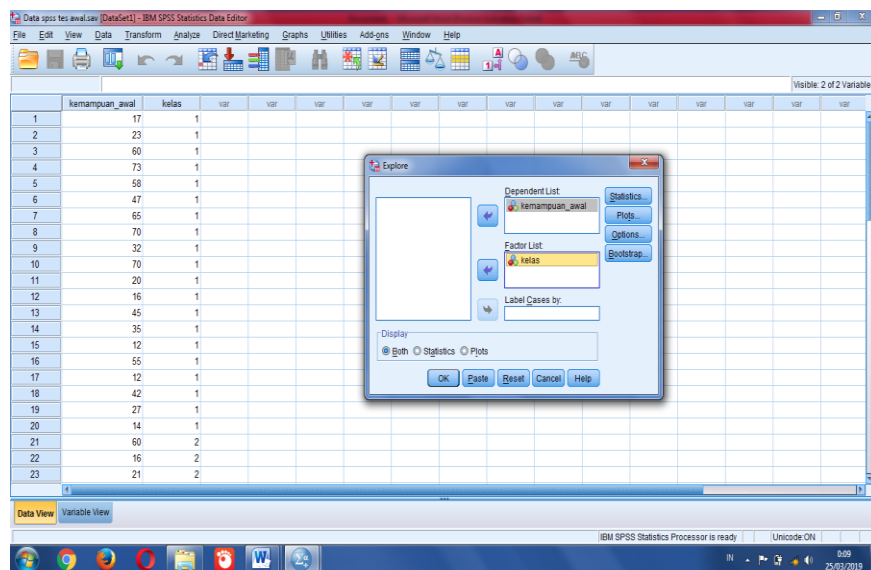 Data spss tes awal.sav [DataSet1] - IBM SPSS Statistics Data Editor
File Edit View Data Transform Analyze Direct Marketing Graphs Utilities Add-ons Window Help
Visible: 2 of 2 Variable
kemampuan_awal kelas var var var var var var var var var var var var var var
1 17 1
2 23 1
3 60 1
4 73 1
5 58 1
6 47 1
7 65 1
8 70 1
9 32 1
10 70 1
11 20 1
12 16 1
13 45 1
14 35 1
15 12 1
16 55 1
17 12 1
18 42 1
19 27 1
20 14 1
21 60 2
22 16 2
23 21 2
Explore
Dependent List:
kemampuan_awal
Factor List:
kelas
Label Cases by:
Statistics...
Plots...
Options...
Bootstrap...
Display
Both Statistics Plots
OK Paste Reset Cancel Help
Data View Variable View
IBM SPSS Statistics Processor is ready Unicode:ON
IN 0:09
25/03/2019